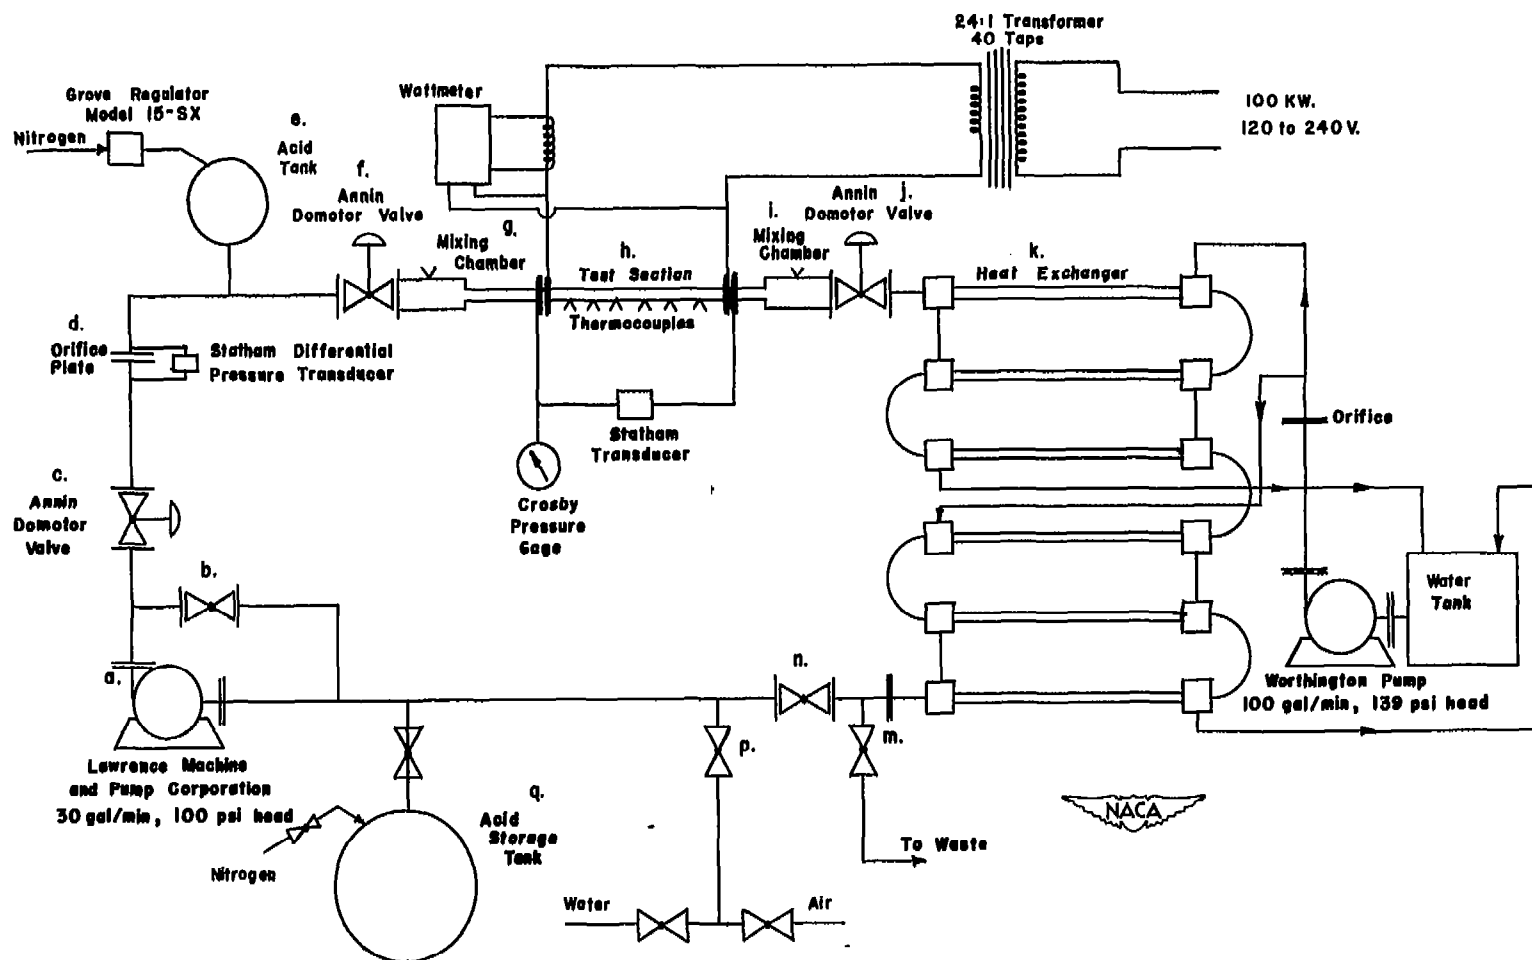 24:1 Transformer
40 Taps
Wattmeter
100 KW.
120 to 240 V.
Grove Regulator
Model 15-SX
Nitrogen
e.
Acid
Tank
f.
Annin
Domotor Valve
g.
Mixing
Chamber
h.
Test Section
Thermocouples
i.
Mixing
Chamber
j.
Annin
Domotor Valve
k.
Heat Exchanger
d.
Orifice
Plate
Statham Differential
Pressure Transducer
Statham
Transducer
Orifice
c.
Annin
Domotor
Valve
Crosby
Pressure
Gage
b.
Water
Tank
a.
n.
Worthington Pump
100 gal/min, 139 psi head
p.
m.
Lawrence Machine
and Pump Corporation
30 gal/min, 100 psi head
q.
Acid
Storage
Tank
Nitrogen
NACA
To Waste
Water
Air